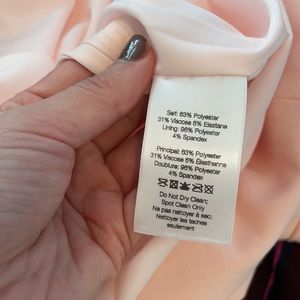 Self: 63% Polyester
31% Viscose 6% Elastane
Lining: 96% Polyester
4% Spandex
Principal: 63% Polyester
31% Viscose 6% Élasthanne
Doublure: 96% Polyester
4% Spandex
Do Not Dry Clean;
Spot Clean Only
Ne pas nettoyer à sec;
Nettoyer les taches
seulement